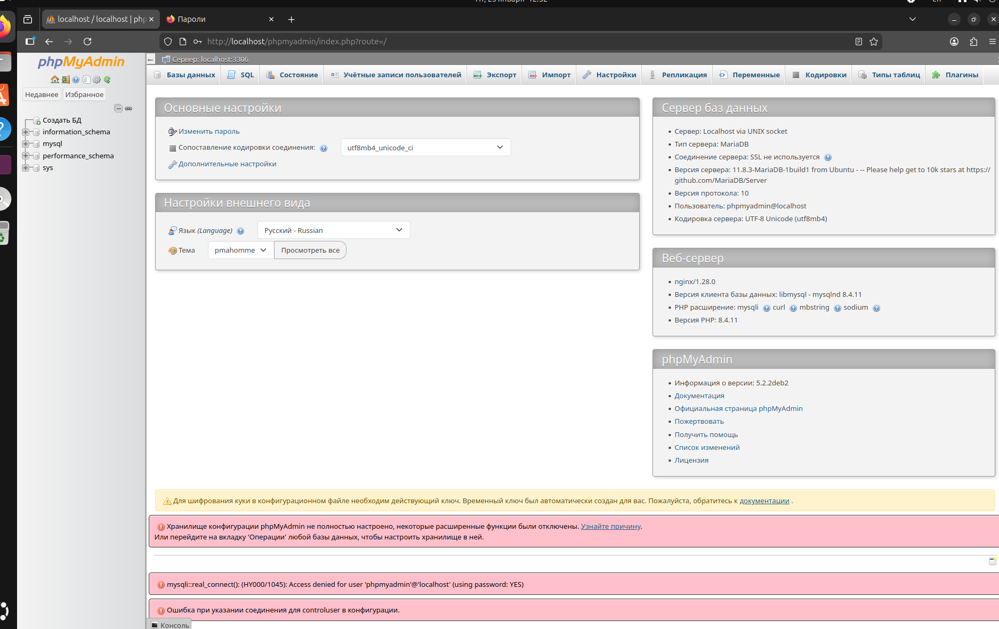 localhost / localhost | php
Пароли
http://localhost/phpmyadmin/index.php?route=/
phpMyAdmin
Недавнее
Избранное
Создать БД
information_schema
mysql
performance_schema
sys
Сервер: localhost:3306
Базы данных
SQL
Состояние
Учётные записи пользователей
Экспорт
Импорт
Настройки
Репликация
Переменные
Кодировки
Типы таблиц
Плагины
Основные настройки
Изменить пароль
Сопоставление кодировки соединения:
utf8mb4_unicode_ci
Дополнительные настройки
Настройки внешнего вида
Язык (Language)
Русский - Russian
Тема
pmahomme
Просмотреть все
Сервер баз данных
Сервер: Localhost via UNIX socket
Тип сервера: MariaDB
Соединение сервера: SSL не используется
Версия сервера: 11.8.3-MariaDB-1build1 from Ubuntu - -- Please help get to 10k stars at https://
github.com/MariaDB/Server
Версия протокола: 10
Пользователь: phpmyadmin@localhost
Кодировка сервера: UTF-8 Unicode (utf8mb4)
Веб-сервер
nginx/1.28.0
Версия клиента базы данных: libmysql - mysqlnd 8.4.11
PHP расширение: mysqli curl mbstring sodium
Версия PHP: 8.4.11
phpMyAdmin
Информация о версии: 5.2.2deb2
Документация
Официальная страница phpMyAdmin
Пожертвовать
Получить помощь
Список изменений
Лицензия
Для шифрования куки в конфигурационном файле необходим действующий ключ. Временный ключ был автоматически создан для вас. Пожалуйста, обратитесь к документации .
Хранилище конфигурации phpMyAdmin не полностью настроено, некоторые расширенные функции были отключены. Узнайте причину.
Или перейдите на вкладку 'Операции' любой базы данных, чтобы настроить хранилище в ней.
mysqli::real_connect(): (HY000/1045): Access denied for user 'phpmyadmin'@'localhost' (using password: YES)
Ошибка при указании соединения для controluser в конфигурации.
Консоль